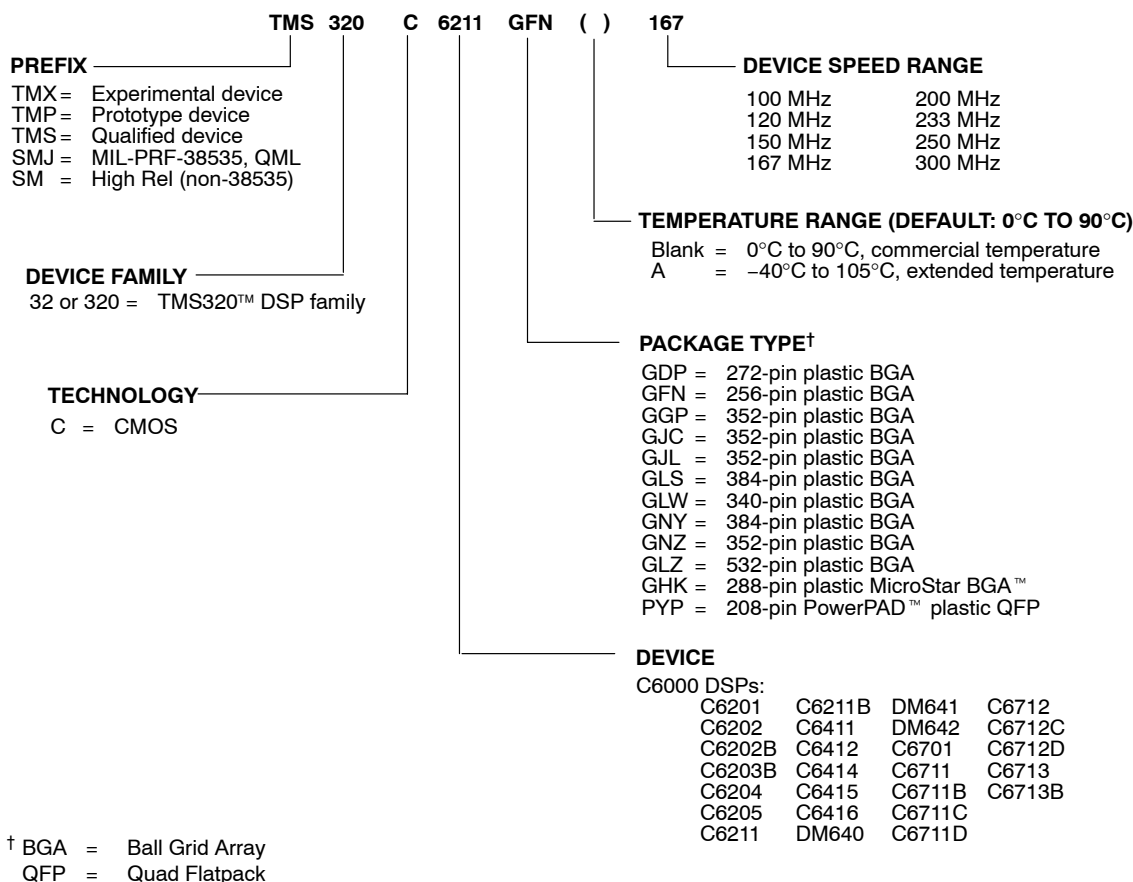 TMS 320 C 6211 GFN ( ) 167
PREFIX
TMX = Experimental device
TMP = Prototype device
TMS = Qualified device
SMJ = MIL-PRF-38535, QML
SM = High Rel (non-38535)
DEVICE SPEED RANGE
100 MHz 200 MHz
120 MHz 233 MHz
150 MHz 250 MHz
167 MHz 300 MHz
TEMPERATURE RANGE (DEFAULT: 0°C TO 90°C)
Blank = 0°C to 90°C, commercial temperature
A = −40°C to 105°C, extended temperature
DEVICE FAMILY
32 or 320 = TMS320™ DSP family
PACKAGE TYPE†
GDP = 272-pin plastic BGA
GFN = 256-pin plastic BGA
GGP = 352-pin plastic BGA
GJC = 352-pin plastic BGA
GJL = 352-pin plastic BGA
GLS = 384-pin plastic BGA
GLW = 340-pin plastic BGA
GNY = 384-pin plastic BGA
GNZ = 352-pin plastic BGA
GLZ = 532-pin plastic BGA
GHK = 288-pin plastic MicroStar BGA™
PYP = 208-pin PowerPAD™ plastic QFP
TECHNOLOGY
C = CMOS
DEVICE
C6000 DSPs:
C6201 C6211B DM641 C6712
C6202 C6411 DM642 C6712C
C6202B C6412 C6701 C6712D
C6203B C6414 C6711 C6713
C6204 C6415 C6711B C6713B
C6205 C6416 C6711C
C6211 DM640 C6711D
† BGA = Ball Grid Array
QFP = Quad Flatpack